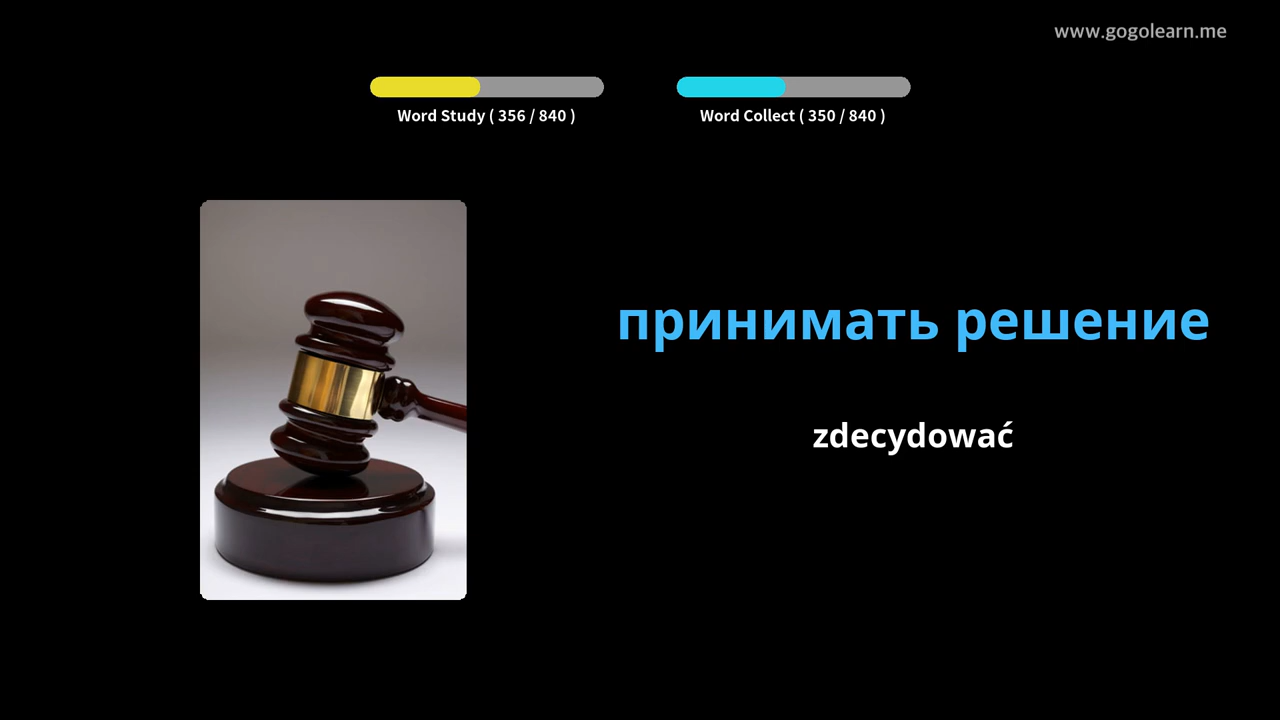 www.gogolearn.me
Word Study ( 356 / 840 )
Word Collect ( 350 / 840 )
принимать решение
zdecydować